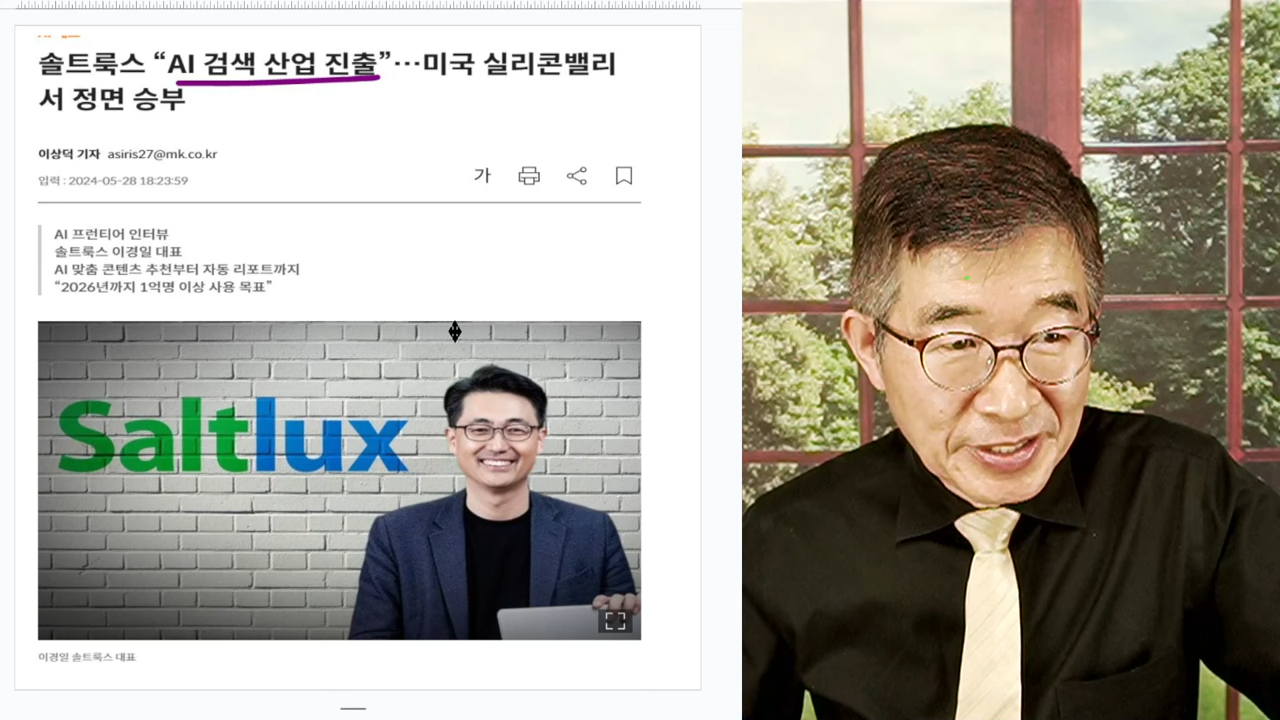 솔트룩스 “AI 검색 산업 진출”…미국 실리콘밸리
서 정면 승부
이상덕 기자 asiris27@mk.co.kr
입력 : 2024-05-28 18:23:59
가
AI 프런티어 인터뷰
솔트룩스 이경일 대표
AI 맞춤 콘텐츠 추천부터 자동 리포트까지
“2026년까지 1억명 이상 사용 목표”
Saltlux
이경일 솔트룩스 대표